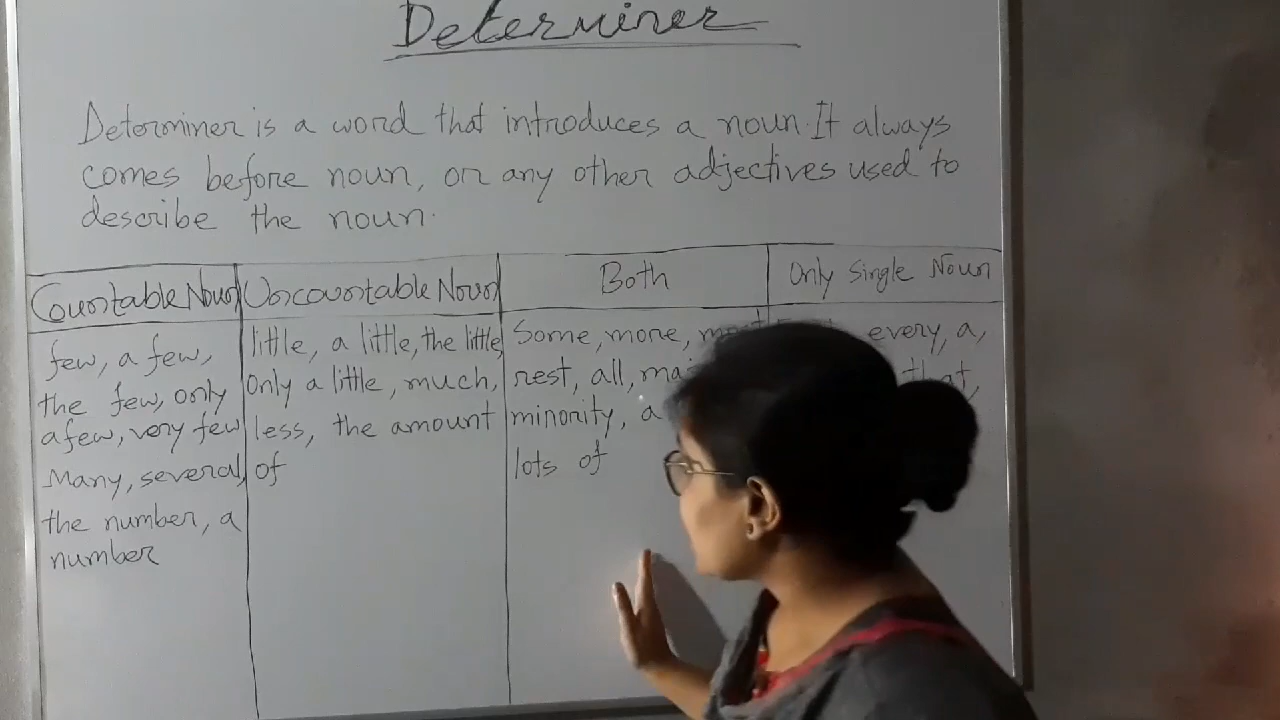 Determiner
Determiner is a word that introduces a noun. It always
comes before noun, or any other adjectives used to
describe the noun.
Countable Noun
few, a few,
the few, only
a few, very few
Many, several,
the number, a
number
Uncountable Noun
little, a little, the little,
only a little, much,
less, the amount
of
Both
Some, more,
rest, all,
minority, a
lots of
Only Single Noun
every, a,
that,